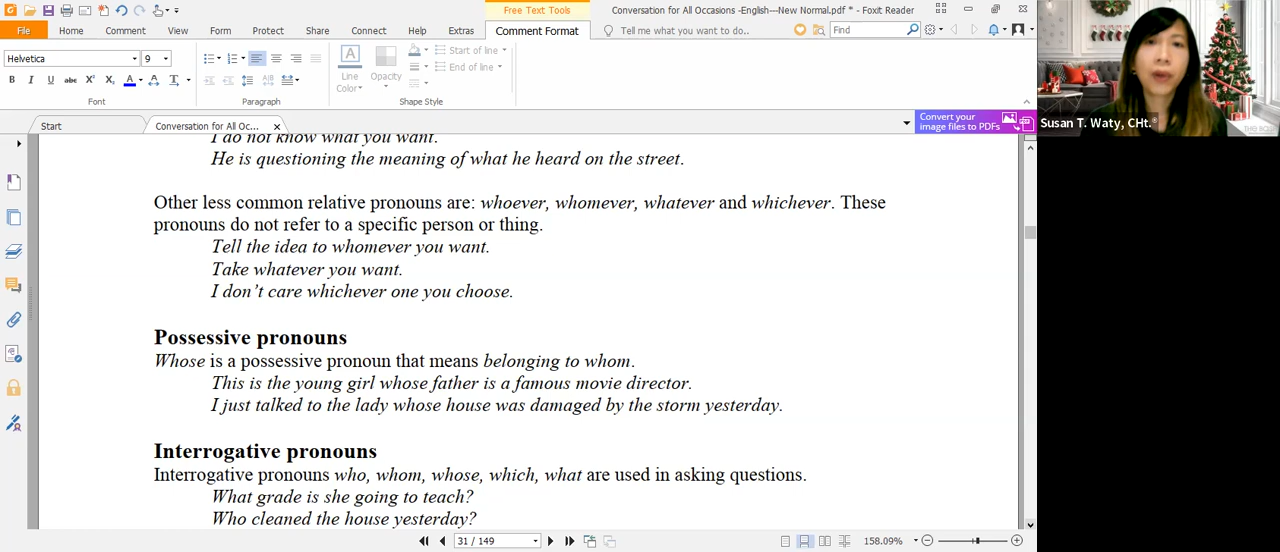 Free Text Tools
Conversation for All Occasions -English---New Normal.pdf * - Foxit Reader
File Home Comment View Form Protect Share Connect Help Extras Comment Format Tell me what you want to do.. Find
Helvetica 9
Line Color Opacity Start of line
End of line
B I U abc X² X₂ A T
Font Paragraph Shape Style
Start Conversation for All Occ... Convert your image files to PDFs
Susan T. Waty, CHt.®
I do not know what you want.
He is questioning the meaning of what he heard on the street.
Other less common relative pronouns are: whoever, whomever, whatever and whichever. These
pronouns do not refer to a specific person or thing.
Tell the idea to whomever you want.
Take whatever you want.
I don't care whichever one you choose.
Possessive pronouns
Whose is a possessive pronoun that means belonging to whom.
This is the young girl whose father is a famous movie director.
I just talked to the lady whose house was damaged by the storm yesterday.
Interrogative pronouns
Interrogative pronouns who, whom, whose, which, what are used in asking questions.
What grade is she going to teach?
Who cleaned the house yesterday?
31 / 149 158.09%